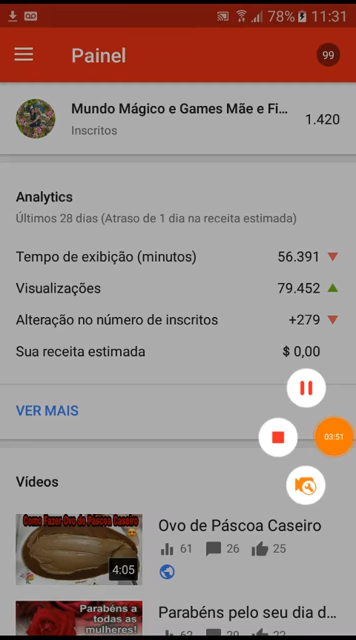 78% 11:31
Painel
99
Mundo Mágico e Games Mãe e Fi...
Inscritos
1.420
Analytics
Últimos 28 dias (Atraso de 1 dia na receita estimada)
Tempo de exibição (minutos) 56.391
Visualizações 79.452
Alteração no número de inscritos +279
Sua receita estimada $ 0,00
VER MAIS
03:51
Vídeos
Como Fazer Ovo de Páscoa Caseiro
4:05
Ovo de Páscoa Caseiro
61 26 25
Parabéns a
todas as
mulheres!
Parabéns pelo seu dia d...